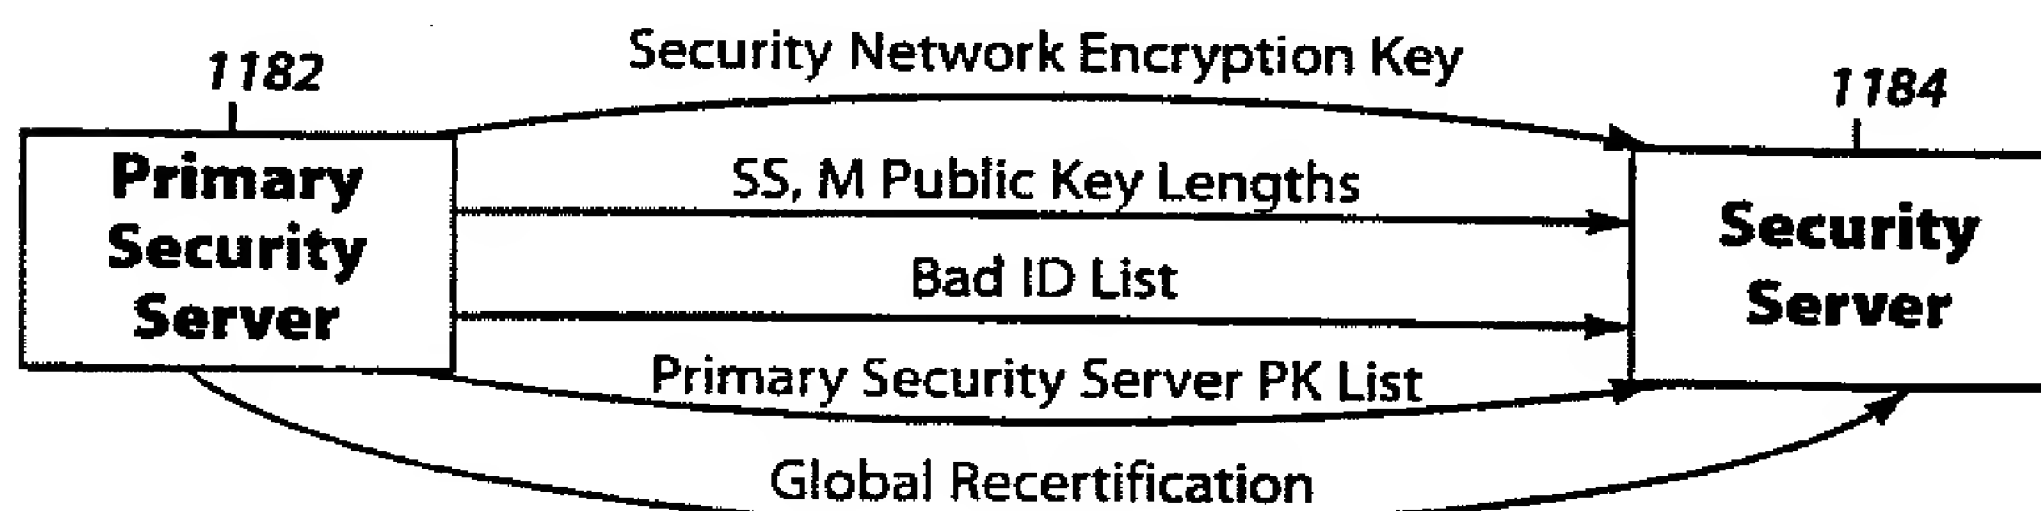 Security Network Encryption Key
1182
1184
Primary
Security
Server
SS, M Public Key Lengths
Security
Server
Bad ID List
Primary Security Server PK List
Global Recertification